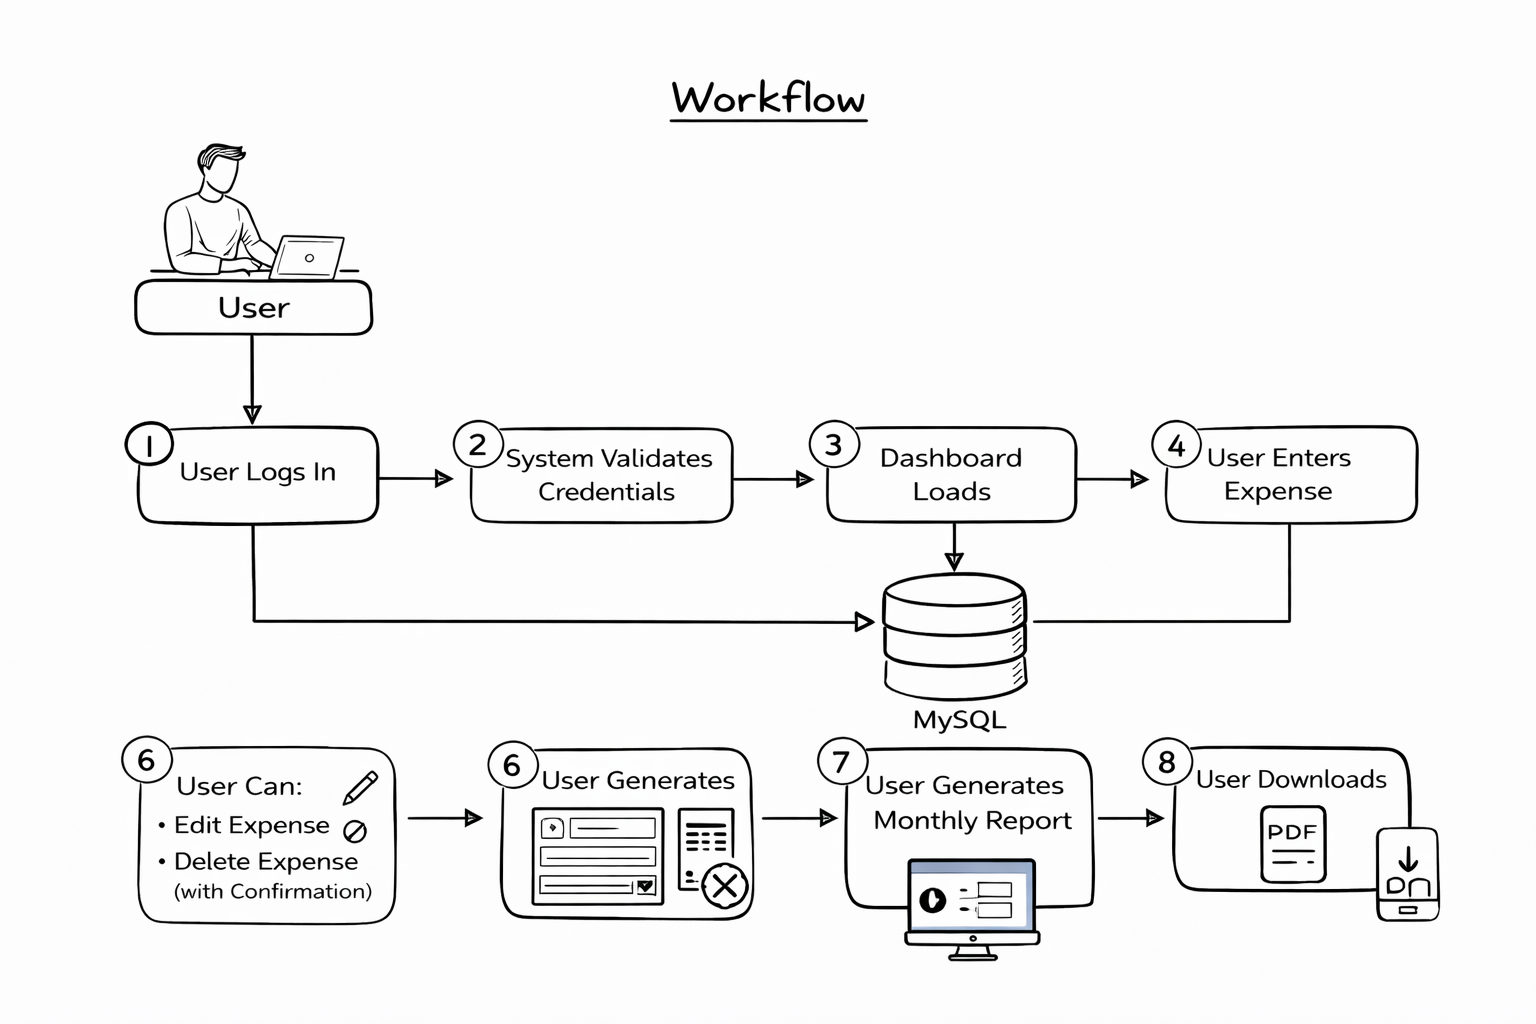 Workflow
User
1
User Logs In
2
System Validates
Credentials
3
Dashboard
Loads
4
User Enters
Expense
MySQL
6
User Can:
• Edit Expense
• Delete Expense
(with Confirmation)
6
User Generates
7
User Generates
Monthly Report
8
User Downloads
PDF